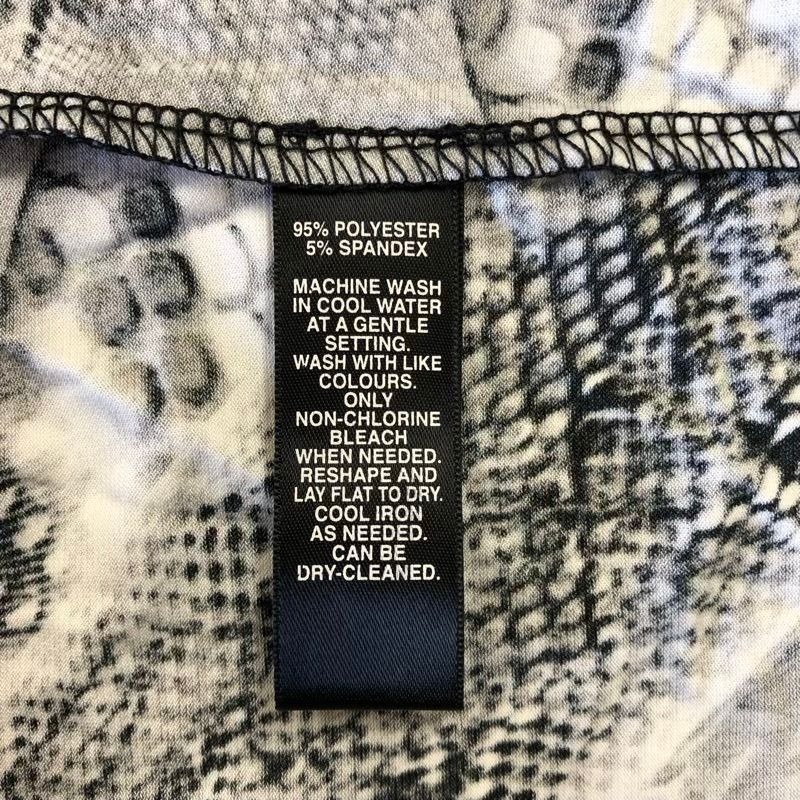 95% POLYESTER
5% SPANDEX
MACHINE WASH
IN COOL WATER
AT A GENTLE
SETTING.
WASH WITH LIKE
COLOURS.
ONLY
NON-CHLORINE
BLEACH
WHEN NEEDED.
RESHAPE AND
LAY FLAT TO DRY.
COOL IRON
AS NEEDED.
CAN BE
DRY-CLEANED.